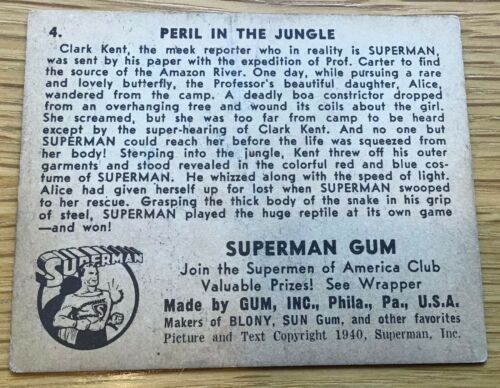 4. PERIL IN THE JUNGLE
Clark Kent, the meek reporter who in reality is SUPERMAN,
was sent by his paper with the expedition of Prof. Carter to find
the source of the Amazon River. One day, while pursuing a rare
and lovely butterfly, the Professor's beautiful daughter, Alice,
wandered from the camp. A deadly boa constrictor dropped
from an overhanging tree and wound its coils about the girl.
She screamed, but she was too far from camp to be heard
except by the super-hearing of Clark Kent. And no one but
SUPERMAN could reach her before the life was squeezed from
her body! Stepping into the jungle, Kent threw off his outer
garments and stood revealed in the colorful red and blue cos-
tume of SUPERMAN. He whizzed along with the speed of light.
Alice had given herself up for lost when SUPERMAN swooped
to her rescue. Grasping the thick body of the snake in his grip
of steel, SUPERMAN played the huge reptile at its own game
—and won!
SUPERMAN
SUPERMAN GUM
Join the Supermen of America Club
Valuable Prizes! See Wrapper
Made by GUM, INC., Phila., Pa., U.S.A.
Makers of BLONY, SUN Gum, and other favorites
Picture and Text Copyright 1940, Superman, Inc.